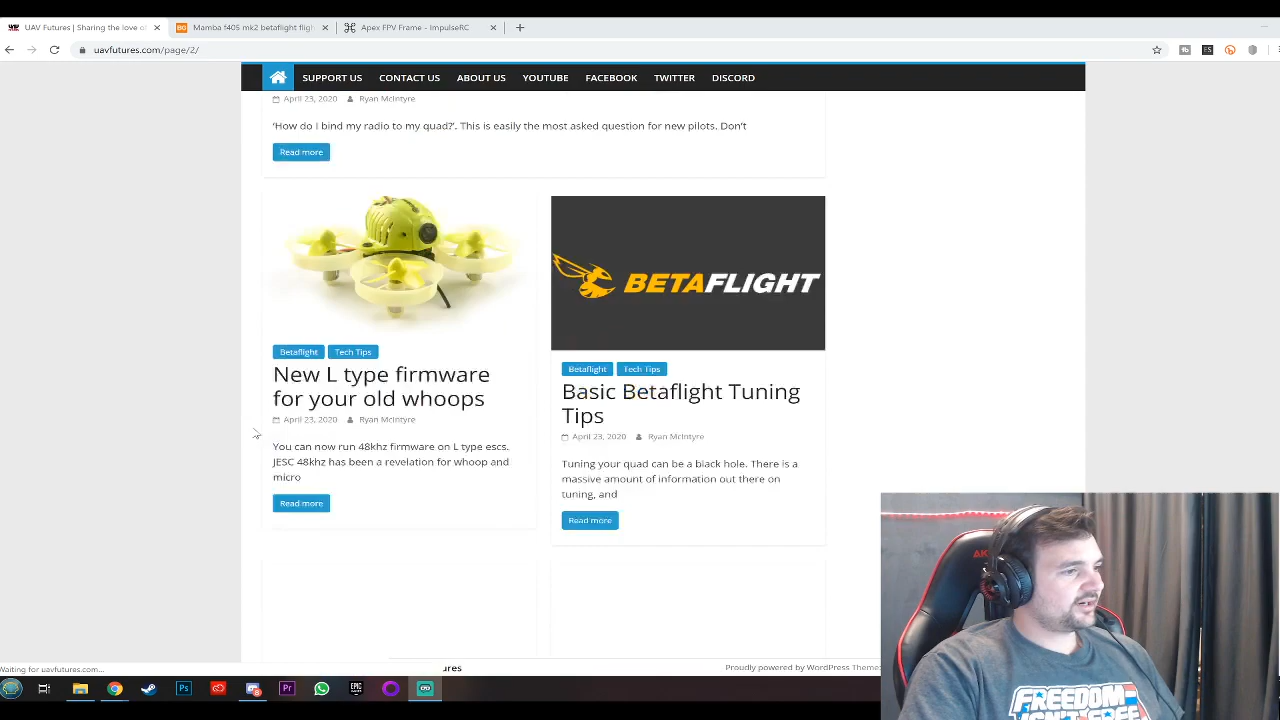 UAV Futures | Sharing the love of
Mamba f405 mk2 betaflight fligh
Apex FPV Frame - ImpulseRC
uavfutures.com/page/2/
SUPPORT US CONTACT US ABOUT US YOUTUBE FACEBOOK TWITTER DISCORD
April 23, 2020 Ryan McIntyre
‘How do I bind my radio to my quad?’. This is easily the most asked question for new pilots. Don’t
Read more
Betaflight Tech Tips
New L type firmware
for your old whoops
April 23, 2020 Ryan McIntyre
You can now run 48khz firmware on L type escs.
JESC 48khz has been a revelation for whoop and
micro
Read more
BETAFLIGHT
Betaflight Tech Tips
Basic Betaflight Tuning
Tips
April 23, 2020 Ryan McIntyre
Tuning your quad can be a black hole. There is a
massive amount of information out there on
tuning, and
Read more
AK
FREEDOM
ISN'T FREE
Waiting for uavfutures.com...
ures
Proudly powered by WordPress Theme: